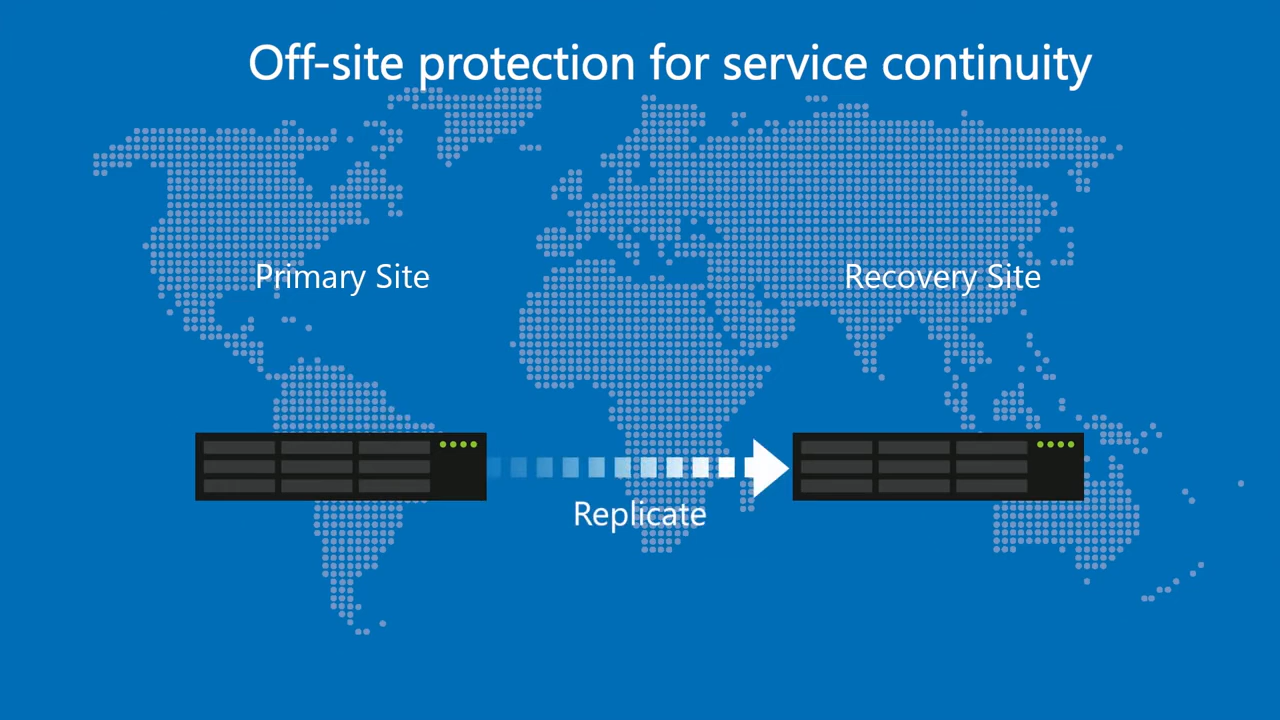 Off-site protection for service continuity
Primary Site
Recovery Site
Replicate